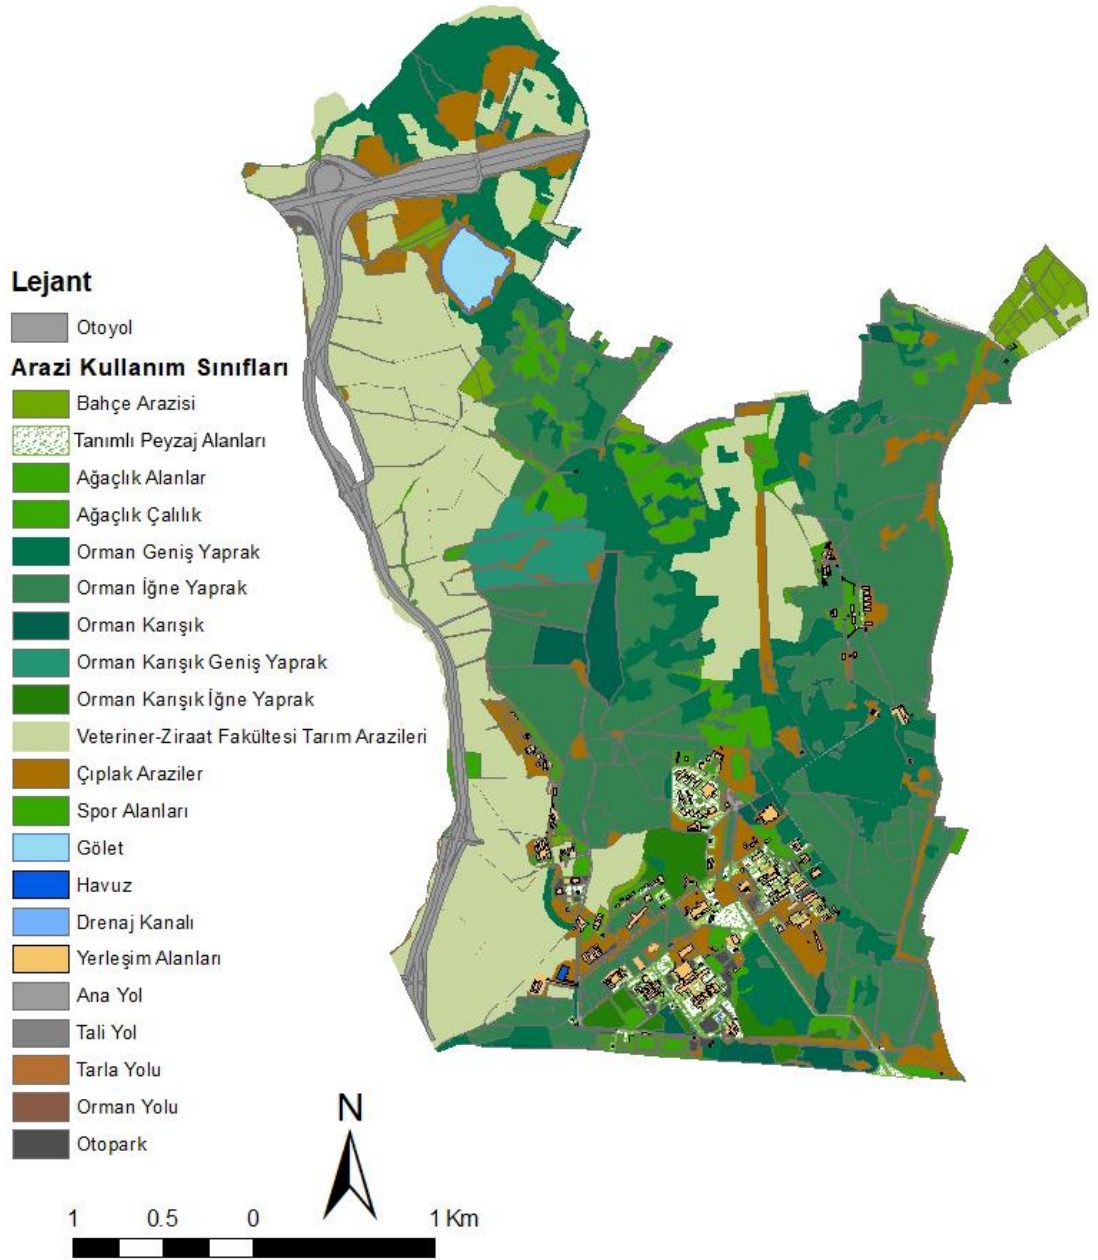 Lejant
Otoyol
Arazi Kullanım Sınıfları
Bahçe Arazisi
Tanımlı Peyzaj Alanları
Ağaçlık Alanlar
Ağaçlık Çalılık
Orman Geniş Yaprak
Orman İğne Yaprak
Orman Karışık
Orman Karışık Geniş Yaprak
Orman Karışık İğne Yaprak
Veteriner-Ziraat Fakültesi Tarım Arazileri
Çıplak Araziler
Spor Alanları
Gölet
Havuz
Drenaj Kanalı
Yerleşim Alanları
Ana Yol
Tali Yol
Tarla Yolu
Orman Yolu
Otopark
N
1 0.5 0 1 Km